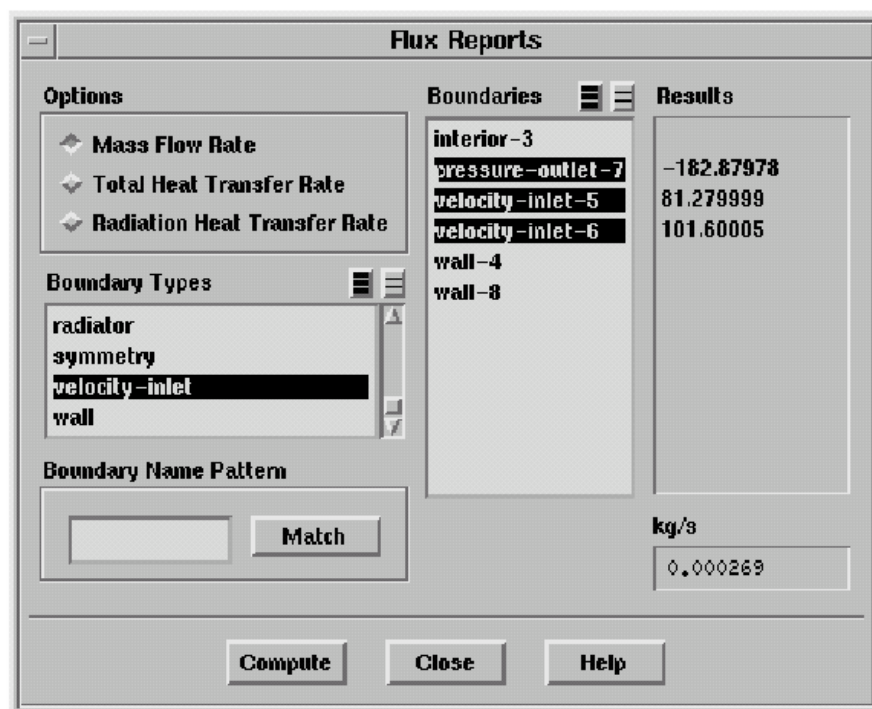 Flux Reports
Options
Mass Flow Rate
Total Heat Transfer Rate
Radiation Heat Transfer Rate
Boundary Types
radiator
symmetry
velocity-inlet
wall
Boundary Name Pattern
Match
Boundaries
interior-3
pressure-outlet-7
velocity-inlet-5
velocity-inlet-6
wall-4
wall-8
Results
-182.87978
81.279999
101.60005
kg/s
0.000269
Compute
Close
Help